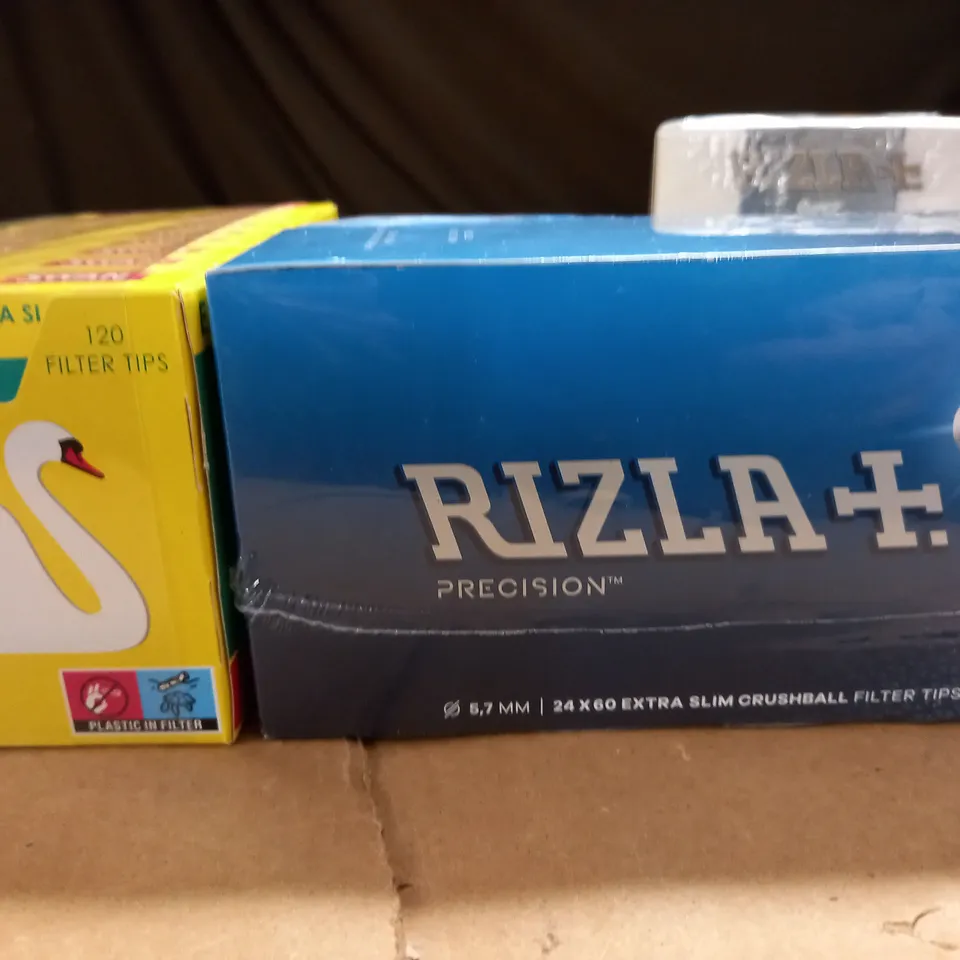 A SI
120
FILTER TIPS
PLASTIC IN FILTER
RIZLA+.
PRECISION™
⌀ 5,7 MM | 24 X 60 EXTRA SLIM CRUSHBALL FILTER TIPS